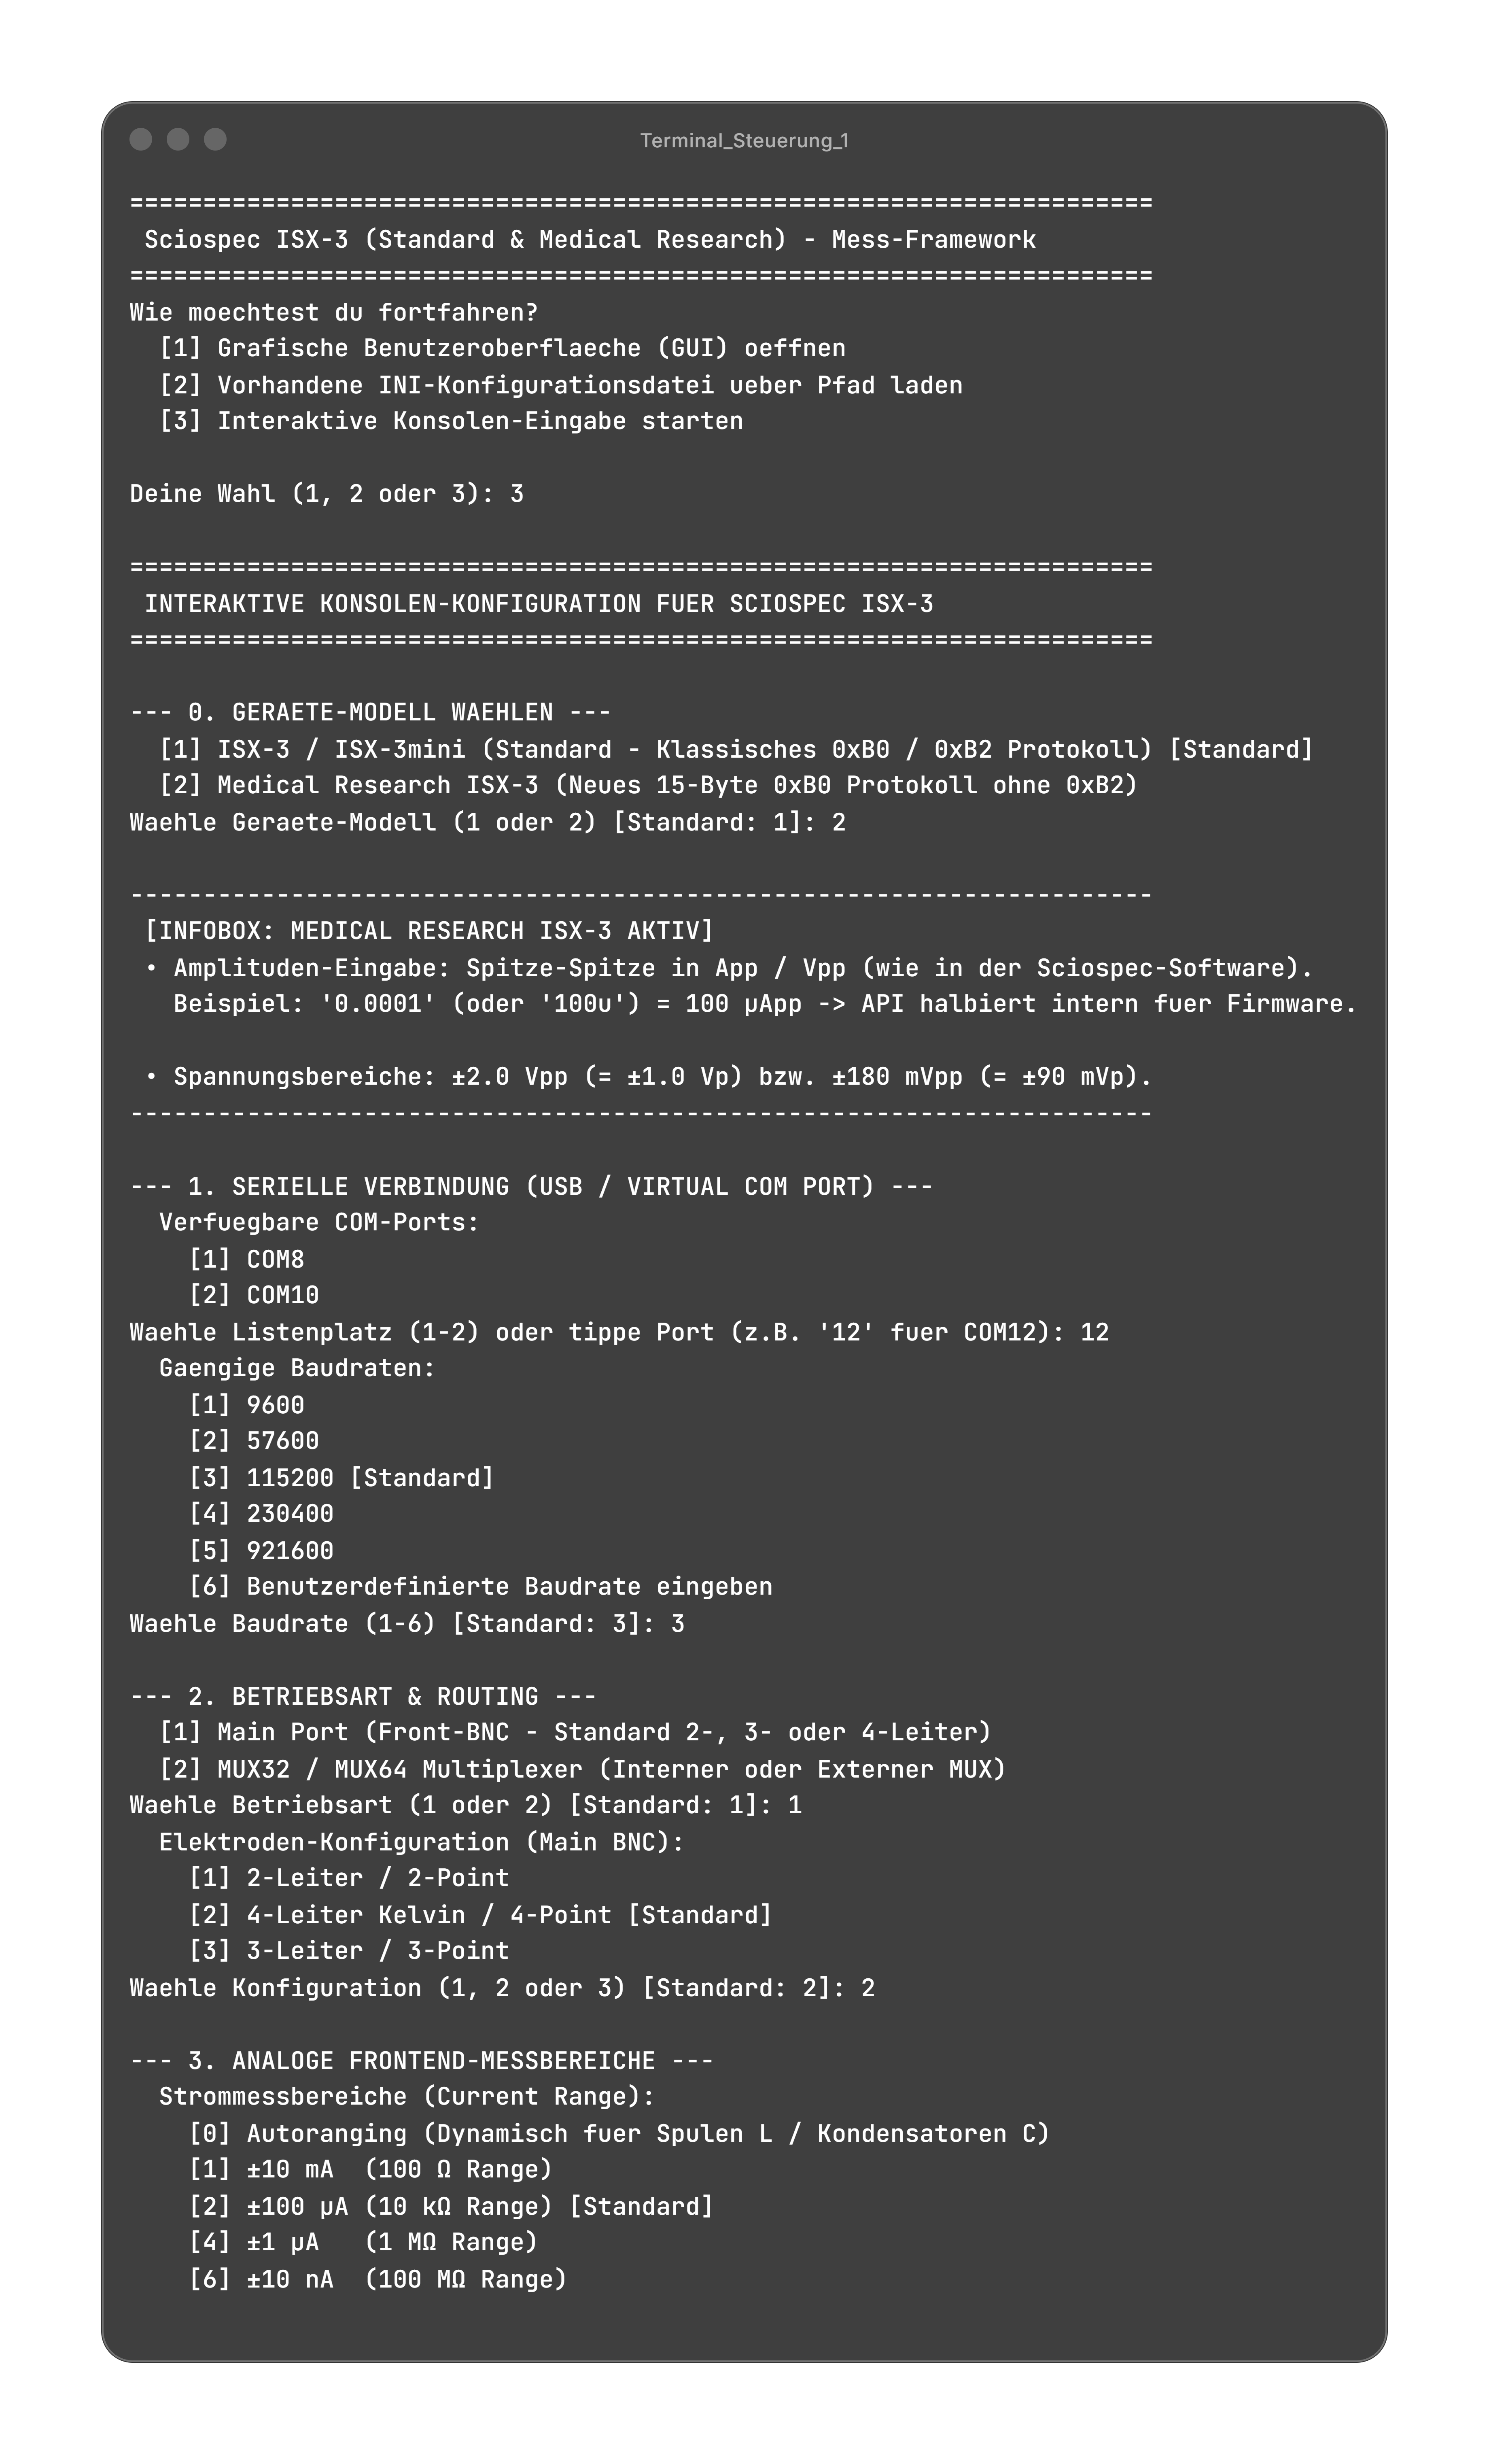 Terminal_Steuerung_1
======================================================================
 Sciospec ISX-3 (Standard & Medical Research) - Mess-Framework
======================================================================
Wie moechtest du fortfahren?
  [1] Grafische Benutzeroberflaeche (GUI) oeffnen
  [2] Vorhandene INI-Konfigurationsdatei ueber Pfad laden
  [3] Interaktive Konsolen-Eingabe starten

Deine Wahl (1, 2 oder 3): 3

======================================================================
 INTERAKTIVE KONSOLEN-KONFIGURATION FUER SCIOSPEC ISX-3
======================================================================

--- 0. GERAETE-MODELL WAEHLEN ---
  [1] ISX-3 / ISX-3mini (Standard - Klassisches 0xB0 / 0xB2 Protokoll) [Standard]
  [2] Medical Research ISX-3 (Neues 15-Byte 0xB0 Protokoll ohne 0xB2)
Waehle Geraete-Modell (1 oder 2) [Standard: 1]: 2

----------------------------------------------------------------------
 [INFOBOX: MEDICAL RESEARCH ISX-3 AKTIV]
 • Amplituden-Eingabe: Spitze-Spitze in App / Vpp (wie in der Sciospec-Software).
   Beispiel: '0.0001' (oder '100u') = 100 µApp -> API halbiert intern fuer Firmware.

 • Spannungsbereiche: ±2.0 Vpp (= ±1.0 Vp) bzw. ±180 mVpp (= ±90 mVp).
----------------------------------------------------------------------

--- 1. SERIELLE VERBINDUNG (USB / VIRTUAL COM PORT) ---
  Verfuegbare COM-Ports:
    [1] COM8
    [2] COM10
Waehle Listenplatz (1-2) oder tippe Port (z.B. '12' fuer COM12): 12
  Gaengige Baudraten:
    [1] 9600
    [2] 57600
    [3] 115200 [Standard]
    [4] 230400
    [5] 921600
    [6] Benutzerdefinierte Baudrate eingeben
Waehle Baudrate (1-6) [Standard: 3]: 3

--- 2. BETRIEBSART & ROUTING ---
  [1] Main Port (Front-BNC - Standard 2-, 3- oder 4-Leiter)
  [2] MUX32 / MUX64 Multiplexer (Interner oder Externer MUX)
Waehle Betriebsart (1 oder 2) [Standard: 1]: 1
  Elektroden-Konfiguration (Main BNC):
    [1] 2-Leiter / 2-Point
    [2] 4-Leiter Kelvin / 4-Point [Standard]
    [3] 3-Leiter / 3-Point
Waehle Konfiguration (1, 2 oder 3) [Standard: 2]: 2

--- 3. ANALOGE FRONTEND-MESSBEREICHE ---
  Strommessbereiche (Current Range):
    [0] Autoranging (Dynamisch fuer Spulen L / Kondensatoren C)
    [1] ±10 mA  (100 Ω Range)
    [2] ±100 µA (10 kΩ Range) [Standard]
    [4] ±1 µA   (1 MΩ Range)
    [6] ±10 nA  (100 MΩ Range)